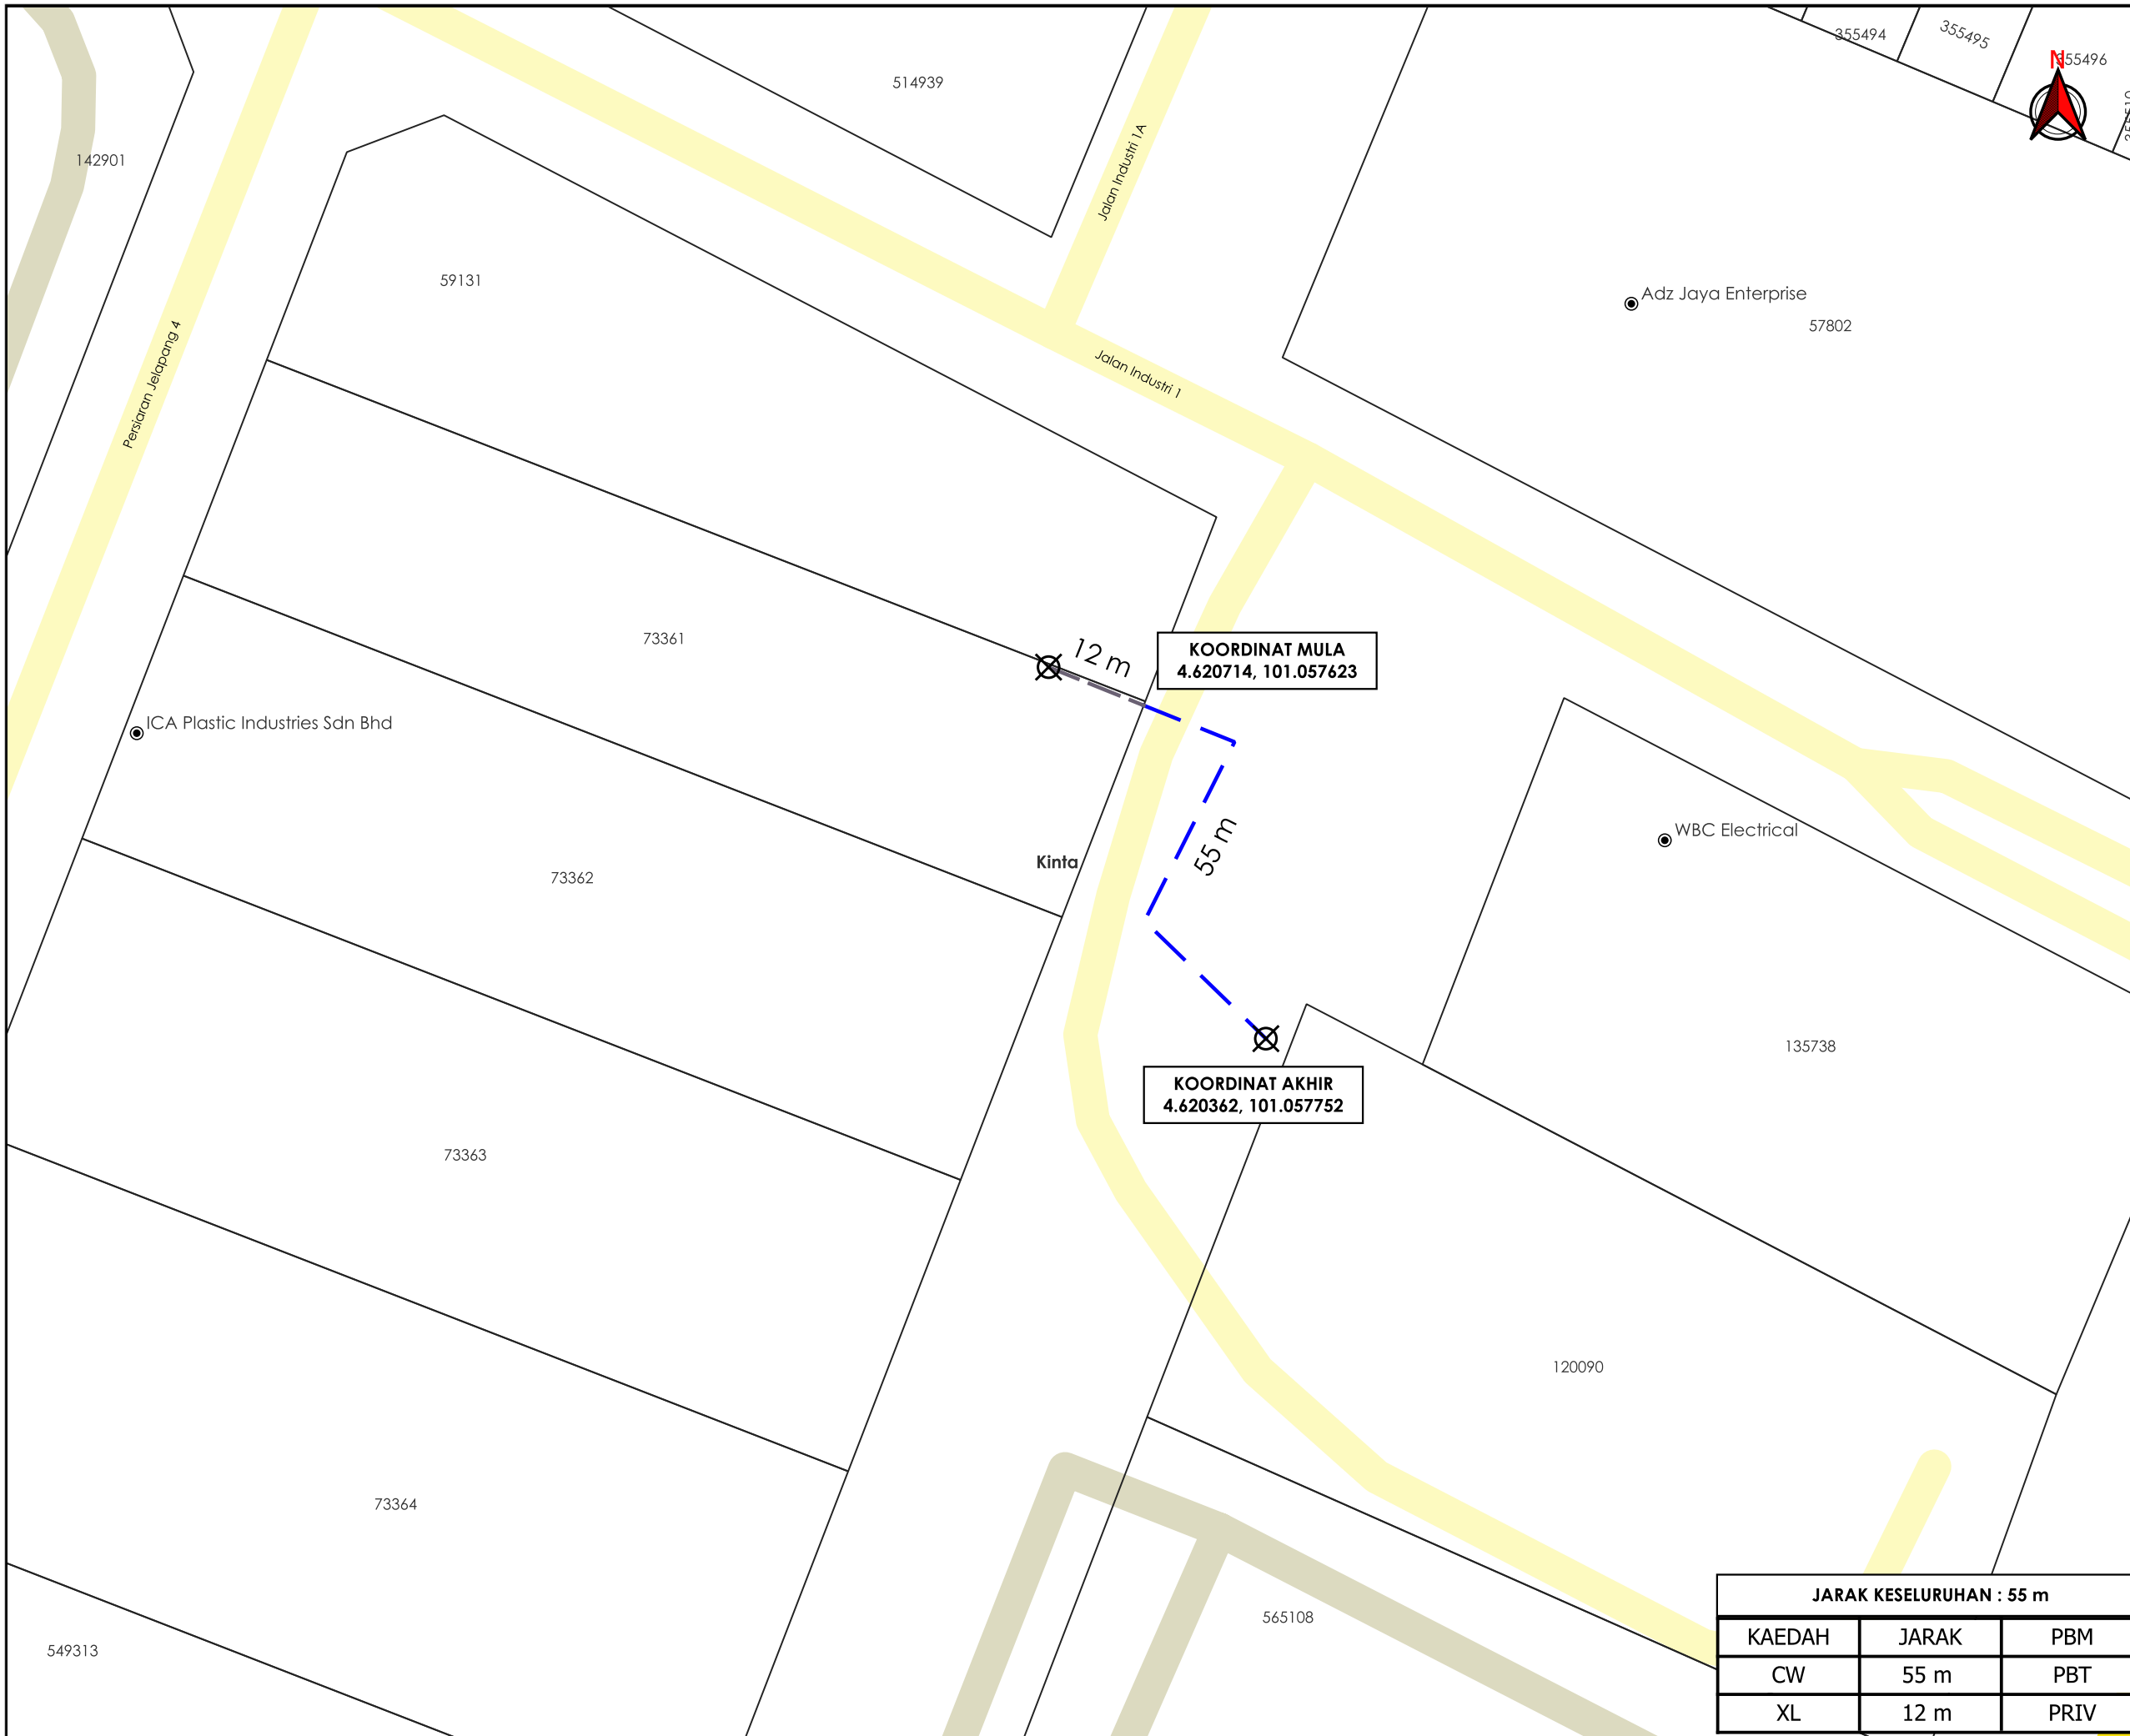 355494
355495
355496
N
514939
142901
Jalan Industri 1A
59131
Adz Jaya Enterprise
57802
Persiaran Jelapang 4
Jalan Industri 1
73361
12 m
KOORDINAT MULA
4.620714, 101.057623
ICA Plastic Industries Sdn Bhd
WBC Electrical
55 m
Kinta
73362
135738
KOORDINAT AKHIR
4.620362, 101.057752
73363
120090
73364
565108
549313
JARAK KESELURUHAN : 55 m
KAEDAH JARAK PBM
CW 55 m PBT
XL 12 m PRIV